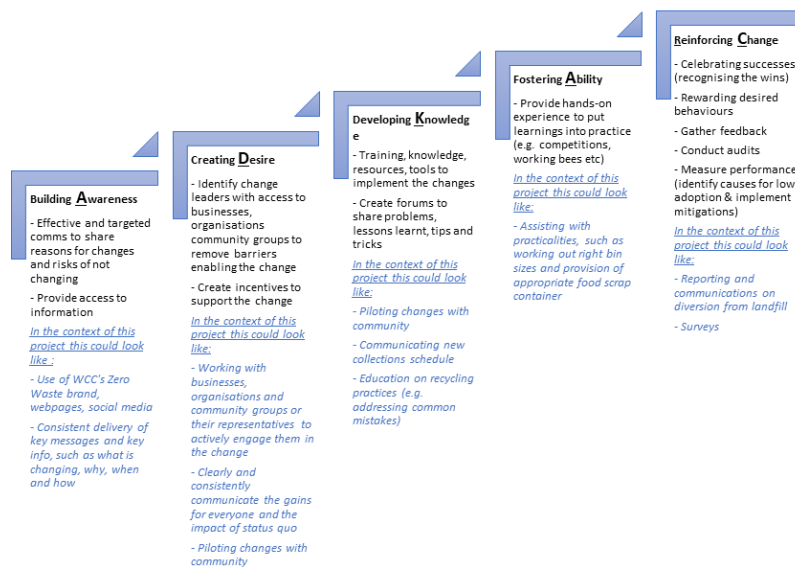 Building Awareness
- Effective and targeted
comms to share
reasons for changes
and risks of not
changing
- Provide access to
information
In the context of this
project this could look
like :
- Use of WCC's Zero
Waste brand,
webpages, social media
- Consistent delivery of
key messages and key
info, such as what is
changing, why, when
and how
Creating Desire
- Identify change
leaders with access to
businesses,
organisations
community groups to
remove barriers
enabling the change
- Create incentives to
support the change
In the context of this
project this could look
like:
- Working with
businesses,
organisations and
community groups or
their representatives to
actively engage them in
the change
- Clearly and
consistently
communicate the gains
for everyone and the
impact of status quo
- Piloting changes with
community
Developing Knowledg
e
- Training, knowledge,
resources, tools to
implement the changes
- Create forums to
share problems,
lessons learnt, tips and
tricks
In the context of this
project this could look
like:
- Piloting changes with
community
- Communicating new
collections schedule
- Education on recycling
practices (e.g.
addressing common
mistakes)
Fostering Ability
- Provide hands-on
experience to put
learnings into practice
(e.g. competitions,
working bees etc)
In the context of this
project this could look
like:
- Assisting with
practicalities, such as
working out right bin
sizes and provision of
appropriate food scrap
container
Reinforcing Change
- Celebrating successes
(recognising the wins)
- Rewarding desired
behaviours
- Gather feedback
- Conduct audits
- Measure performance
(identify causes for low
adoption & implement
mitigations)
In the context of this
project this could look
like:
- Reporting and
communications on
diversion from landfill
- Surveys